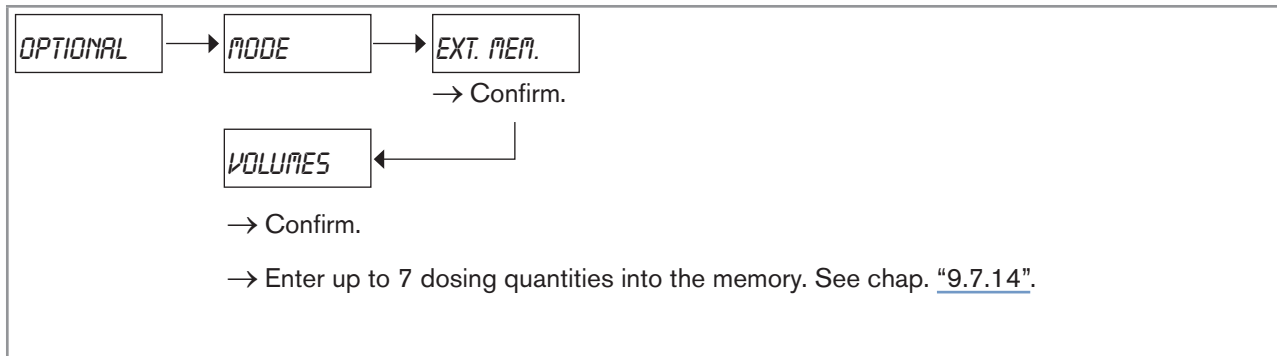 OPTIONAL MODE EXT. MEM.
→ Confirm.
VOLUMES
→ Confirm.
→ Enter up to 7 dosing quantities into the memory. See chap. “9.7.14”.